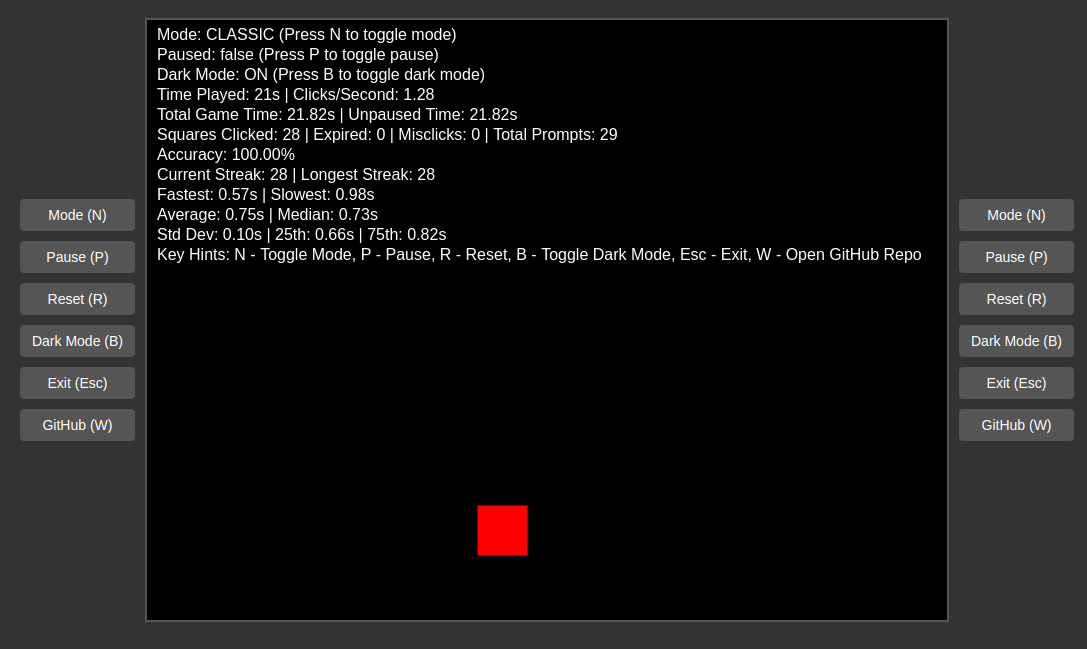 Mode: CLASSIC (Press N to toggle mode)
Paused: false (Press P to toggle pause)
Dark Mode: ON (Press B to toggle dark mode)
Time Played: 21s | Clicks/Second: 1.28
Total Game Time: 21.82s | Unpaused Time: 21.82s
Squares Clicked: 28 | Expired: 0 | Misclicks: 0 | Total Prompts: 29
Accuracy: 100.00%
Current Streak: 28 | Longest Streak: 28
Fastest: 0.57s | Slowest: 0.98s
Average: 0.75s | Median: 0.73s
Std Dev: 0.10s | 25th: 0.66s | 75th: 0.82s
Key Hints: N - Toggle Mode, P - Pause, R - Reset, B - Toggle Dark Mode, Esc - Exit, W - Open GitHub Repo
Mode (N)
Pause (P)
Reset (R)
Dark Mode (B)
Exit (Esc)
GitHub (W)
Mode (N)
Pause (P)
Reset (R)
Dark Mode (B)
Exit (Esc)
GitHub (W)